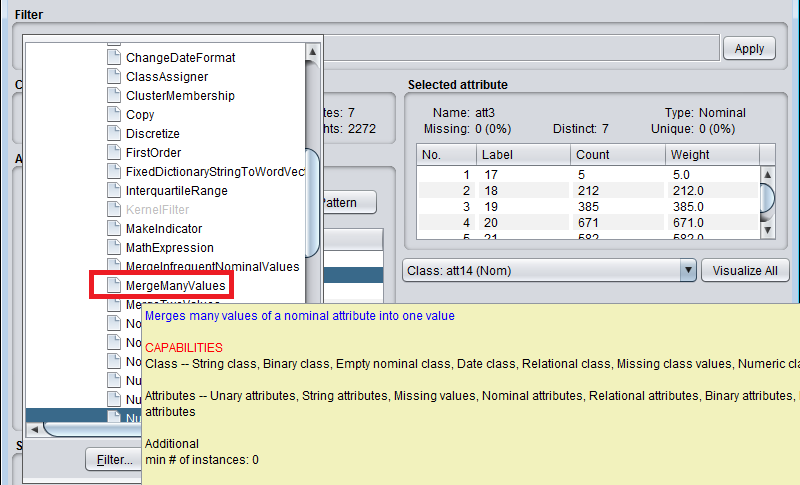 Filter
Apply
ChangeDateFormat
ClassAssigner
ClusterMembership
Copy
Discretize
FirstOrder
FixedDictionaryStringToWordVect
InterquartileRange
KernelFilter
MakeIndicator
MathExpression
MergeInfrequentNominalValues
MergeManyValues
MergeTwoValues
No
No
Nu
Nu
Nu
Nu
Filter...
C
A
S
tes: 7
hts: 2272
Pattern
Selected attribute
Name: att3 Type: Nominal
Missing: 0 (0%) Distinct: 7 Unique: 0 (0%)
No. Label Count Weight
1 17 5 5.0
2 18 212 212.0
3 19 385 385.0
4 20 671 671.0
5 21 582 582.0
Class: att14 (Nom) Visualize All
Merges many values of a nominal attribute into one value
CAPABILITIES
Class -- String class, Binary class, Empty nominal class, Date class, Relational class, Missing class values, Numeric cla
Attributes -- Unary attributes, String attributes, Missing values, Nominal attributes, Relational attributes, Binary attributes,
attributes
Additional
min # of instances: 0